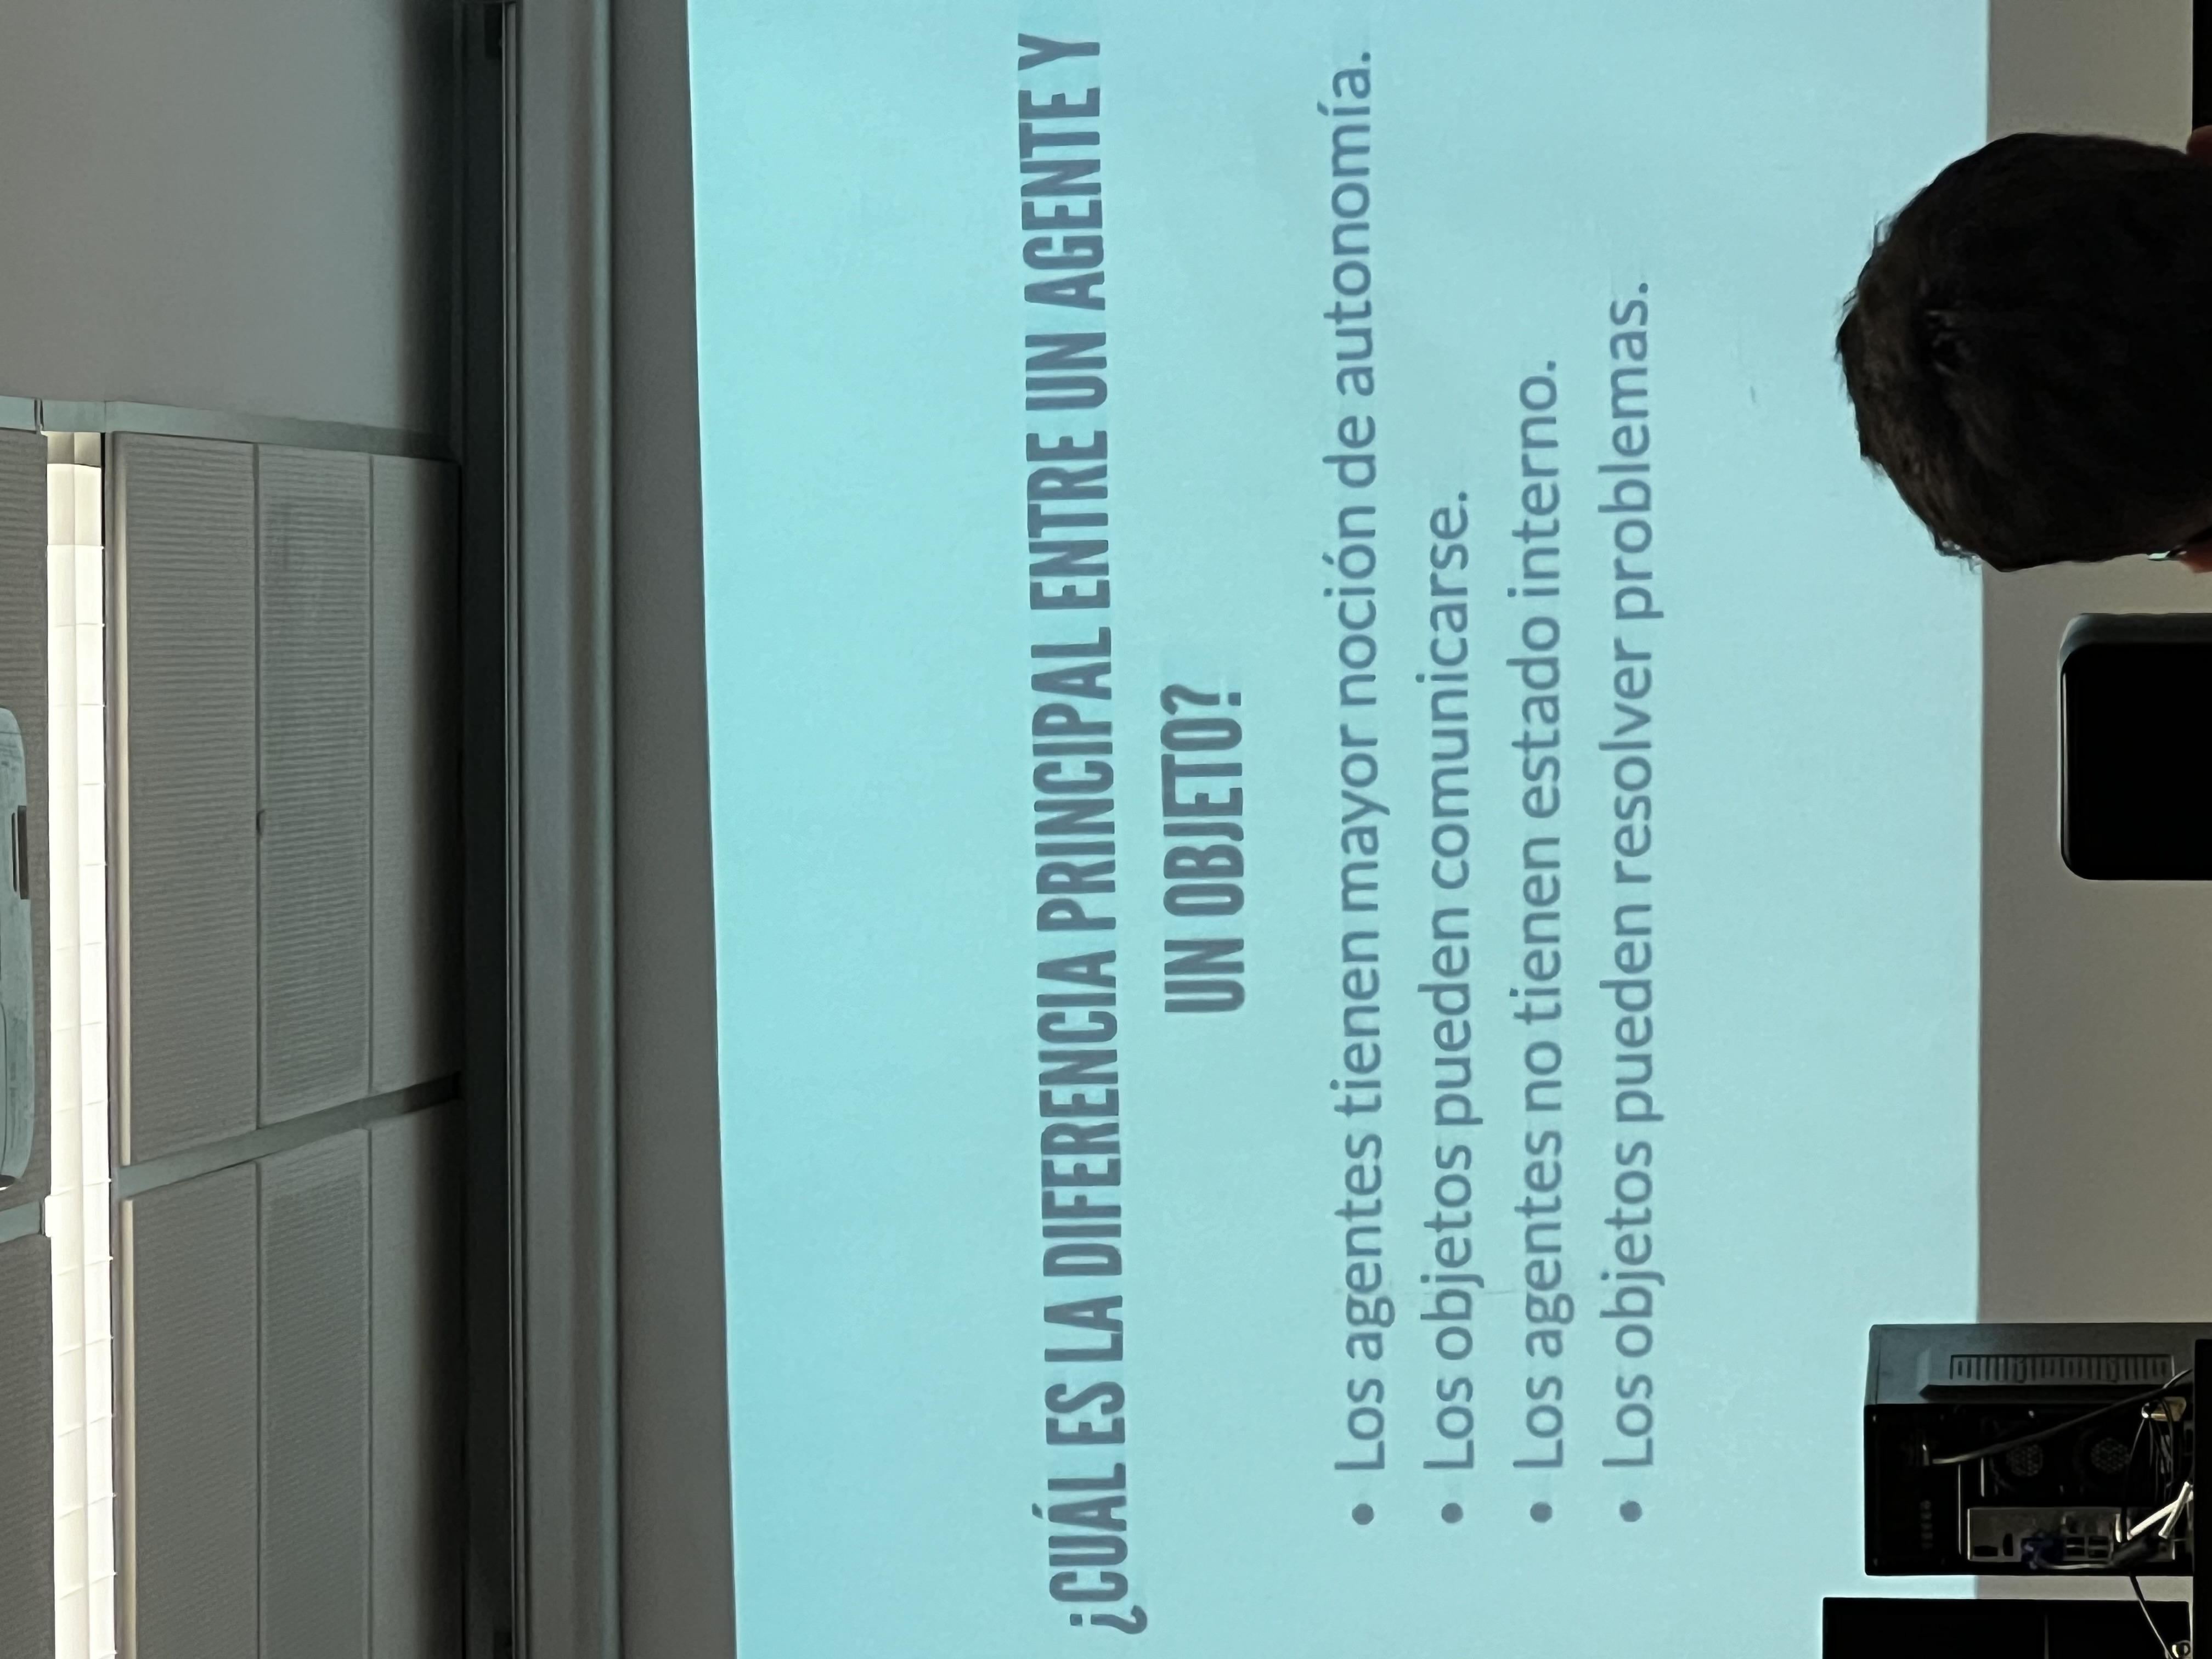 ¿CUÁL ES LA DIFERENCIA PRINCIPAL ENTRE UN AGENTE Y
UN OBJETO?
• Los agentes tienen mayor noción de autonomía.
• Los objetos pueden comunicarse.
• Los agentes no tienen estado interno.
• Los objetos pueden resolver problemas.